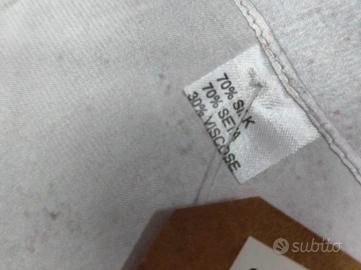 70% SILK
70% SETA
30% VISCOSE
subito